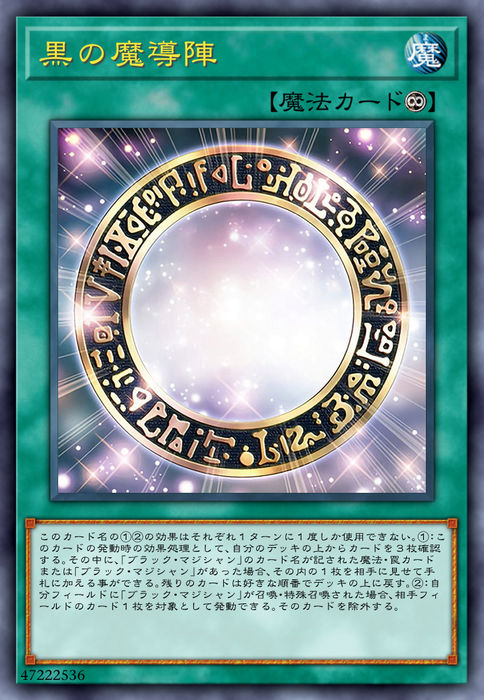 黒の魔導陣
魔
【魔法カード♾】
このカード名の①②の効果はそれぞれ１ターンに１度しか使用できない。①：こ
のカードの発動時の効果処理として、自分のデッキの上からカードを３枚確認
する。その中に、「ブラック・マジシャン」のカード名が記された魔法・罠カード
または「ブラック・マジシャン」があった場合、その内の１枚を相手に見せて手
札に加える事ができる。残りのカードは好きな順番でデッキの上に戻す。②：自
分フィールドに「ブラック・マジシャン」が召喚・特殊召喚された場合、相手フィ
ールドのカード１枚を対象として発動できる。そのカードを除外する。
47222536